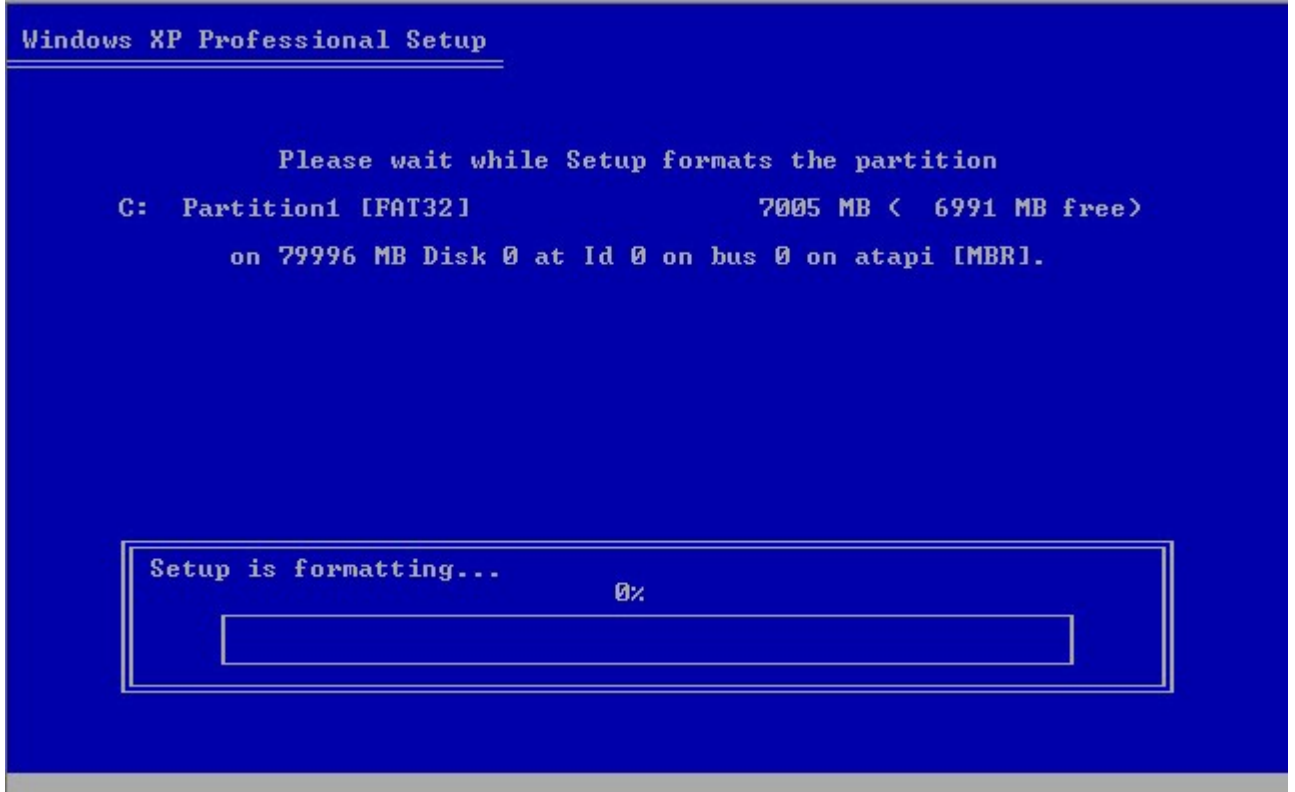 Windows XP Professional Setup
Please wait while Setup formats the partition
C: Partition1 [FAT32] 7005 MB ( 6991 MB free)
on 79996 MB Disk 0 at Id 0 on bus 0 on atapi [MBR].
Setup is formatting...
0%